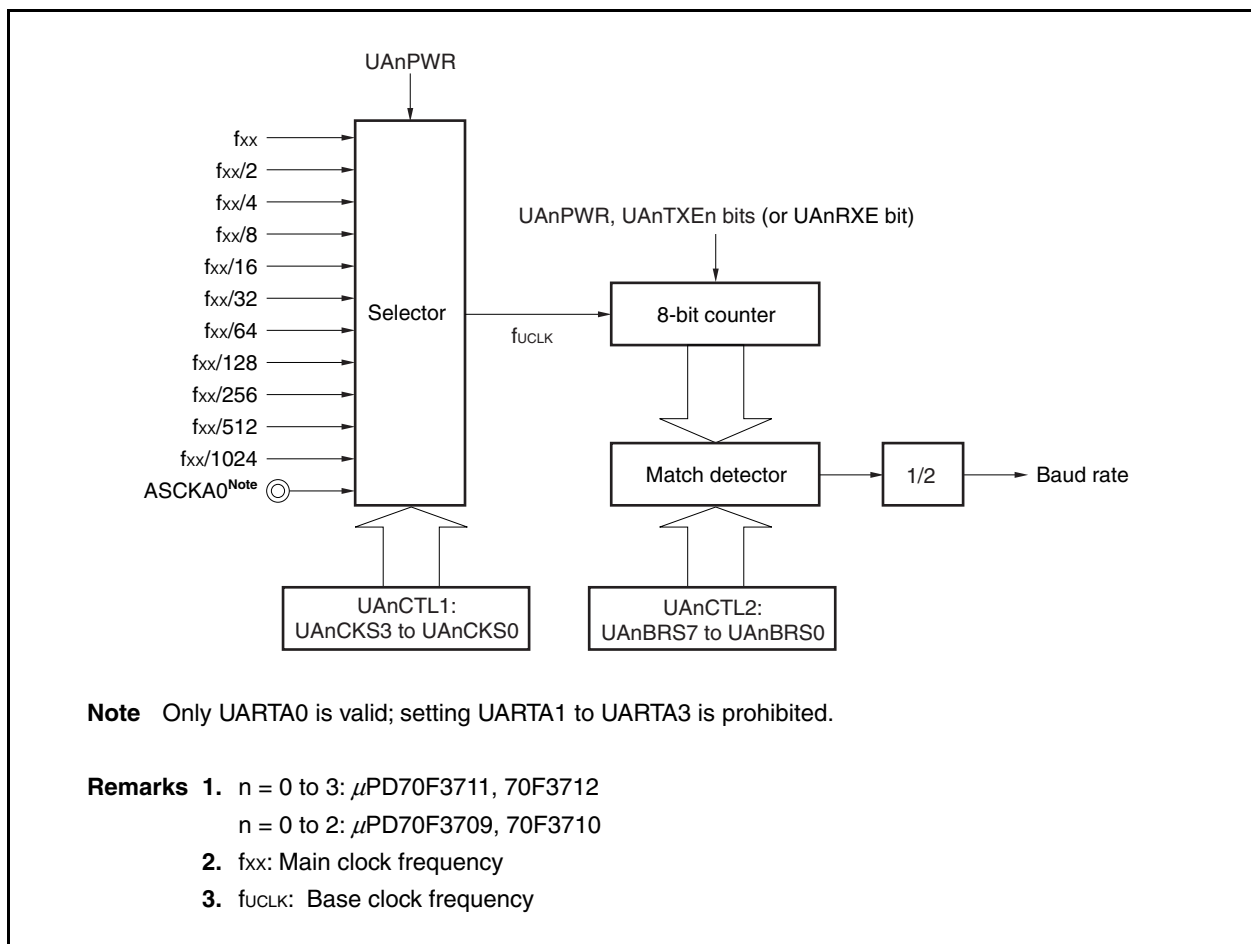 UAnPWR
fXX
fXX/2
fXX/4
fXX/8
fXX/16
fXX/32
fXX/64
fXX/128
fXX/256
fXX/512
fXX/1024
ASCKA0Note
Selector
fUCLK
UAnPWR, UAnTXEn bits (or UAnRXE bit)
8-bit counter
Match detector
1/2
Baud rate
UAnCTL1:
UAnCKS3 to UAnCKS0
UAnCTL2:
UAnBRS7 to UAnBRS0
Note Only UARTA0 is valid; setting UARTA1 to UARTA3 is prohibited.
Remarks 1. n = 0 to 3: μPD70F3711, 70F3712
n = 0 to 2: μPD70F3709, 70F3710
2. fXX: Main clock frequency
3. fUCLK: Base clock frequency